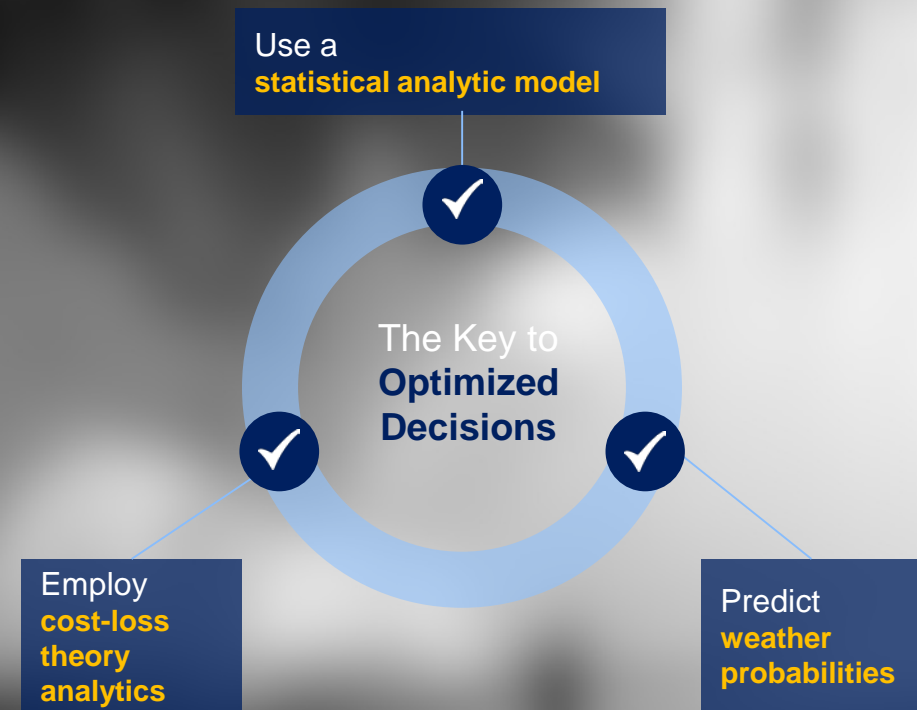 Use a
statistical analytic model
The Key to
Optimized
Decisions
Employ
cost-loss
theory
analytics
Predict
weather
probabilities